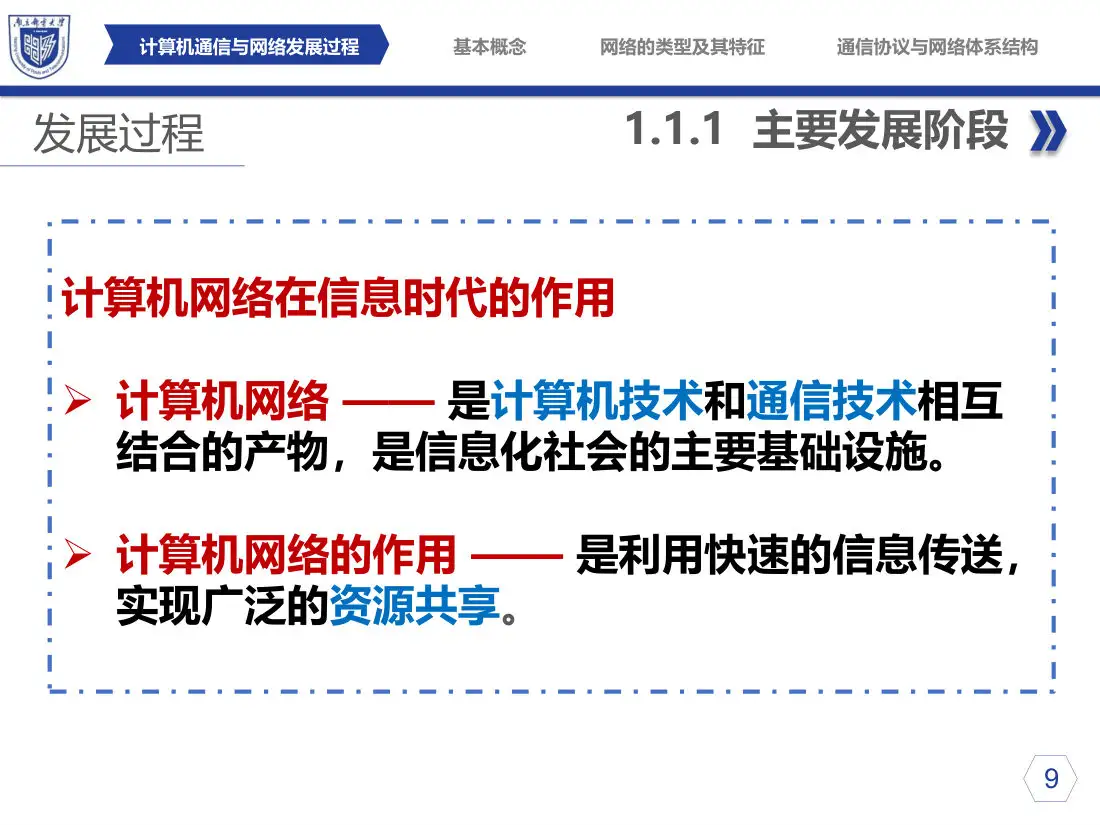 南京邮电大学
计算机通信与网络发展过程
基本概念
网络的类型及其特征
通信协议与网络体系结构
发展过程
1.1.1 主要发展阶段
计算机网络在信息时代的作用
计算机网络 —— 是计算机技术和通信技术相互
结合的产物，是信息化社会的主要基础设施。
计算机网络的作用 —— 是利用快速的信息传送，
实现广泛的资源共享。
9